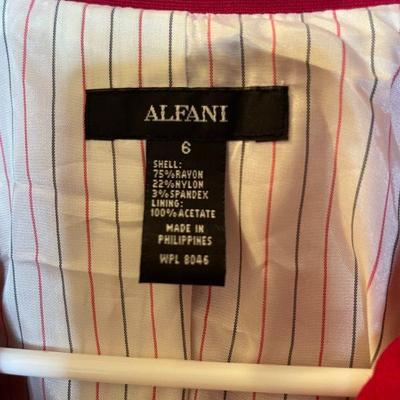 ALFANI
6
SHELL:
75%RAYON
22%NYLON
3%SPANDEX
LINING:
100%ACETATE
MADE IN
PHILIPPINES
WPL 8046